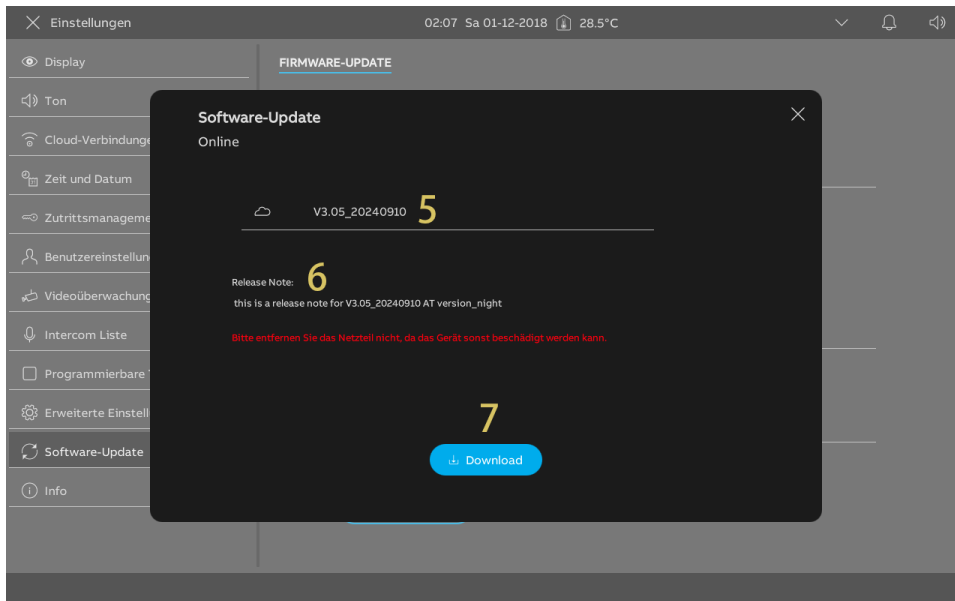 Einstellungen
02:07 Sa 01-12-2018 28.5°C
Display
FIRMWARE-UPDATE
Ton
Software-Update
Online
Cloud-Verbindunge
Zeit und Datum
Zutrittsmanageme
Benutzereinstellun
Videoüberwachung
Intercom Liste
Programmierbare
Erweiterte Einstell
Software-Update
Info
V3.05_20240910 5
Release Note: 6
this is a release note for V3.05_20240910 AT version_night
Bitte entfernen Sie das Netzteil nicht, da das Gerät sonst beschädigt werden kann.
7
Download